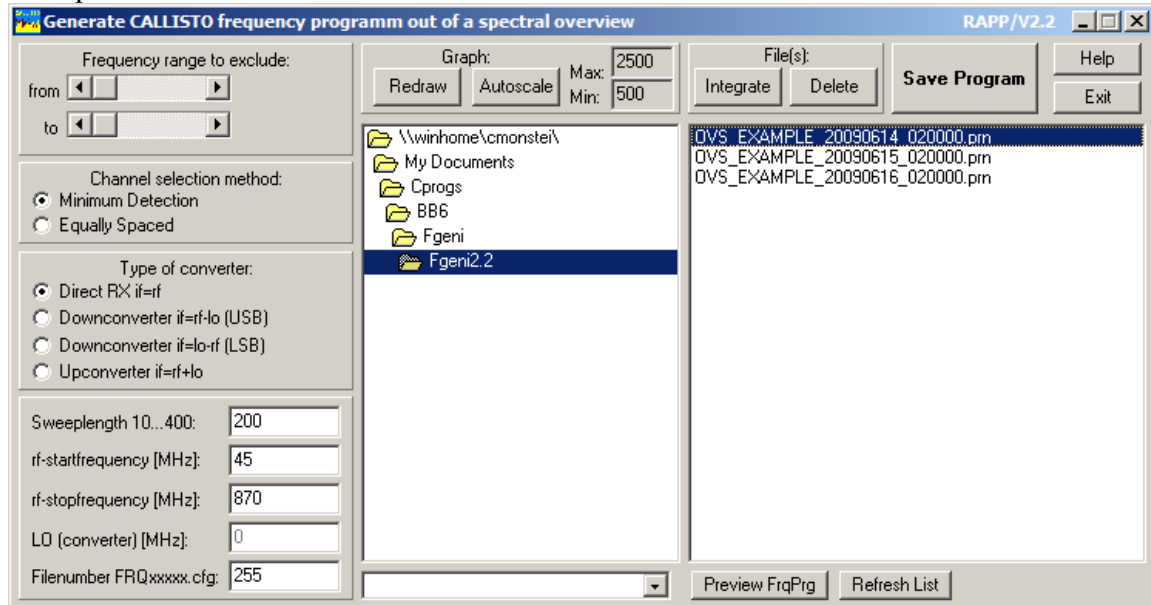 Generate CALLISTO frequency programm out of a spectral overview RAPP/V2.2
Frequency range to exclude:
from
to
Channel selection method:
Minimum Detection
Equally Spaced
Type of converter:
Direct RX if=rf
Downconverter if=rf-lo (USB)
Downconverter if=lo-rf (LSB)
Upconverter if=rf+lo
Sweeplength 10...400: 200
rf-startfrequency [MHz]: 45
rf-stopfrequency [MHz]: 870
LO (converter) [MHz]: 0
Filenumber FRQxxxxx.cfg: 255
Graph:
Redraw Autoscale Max: 2500
Min: 500
\\winhome\cmonstei\
My Documents
Cprogs
BB6
Fgeni
Fgeni2.2
File(s):
Integrate Delete
Save Program
Help
Exit
OVS_EXAMPLE_20090614_020000.prn
OVS_EXAMPLE_20090615_020000.prn
OVS_EXAMPLE_20090616_020000.prn
Preview FrqPrg Refresh List